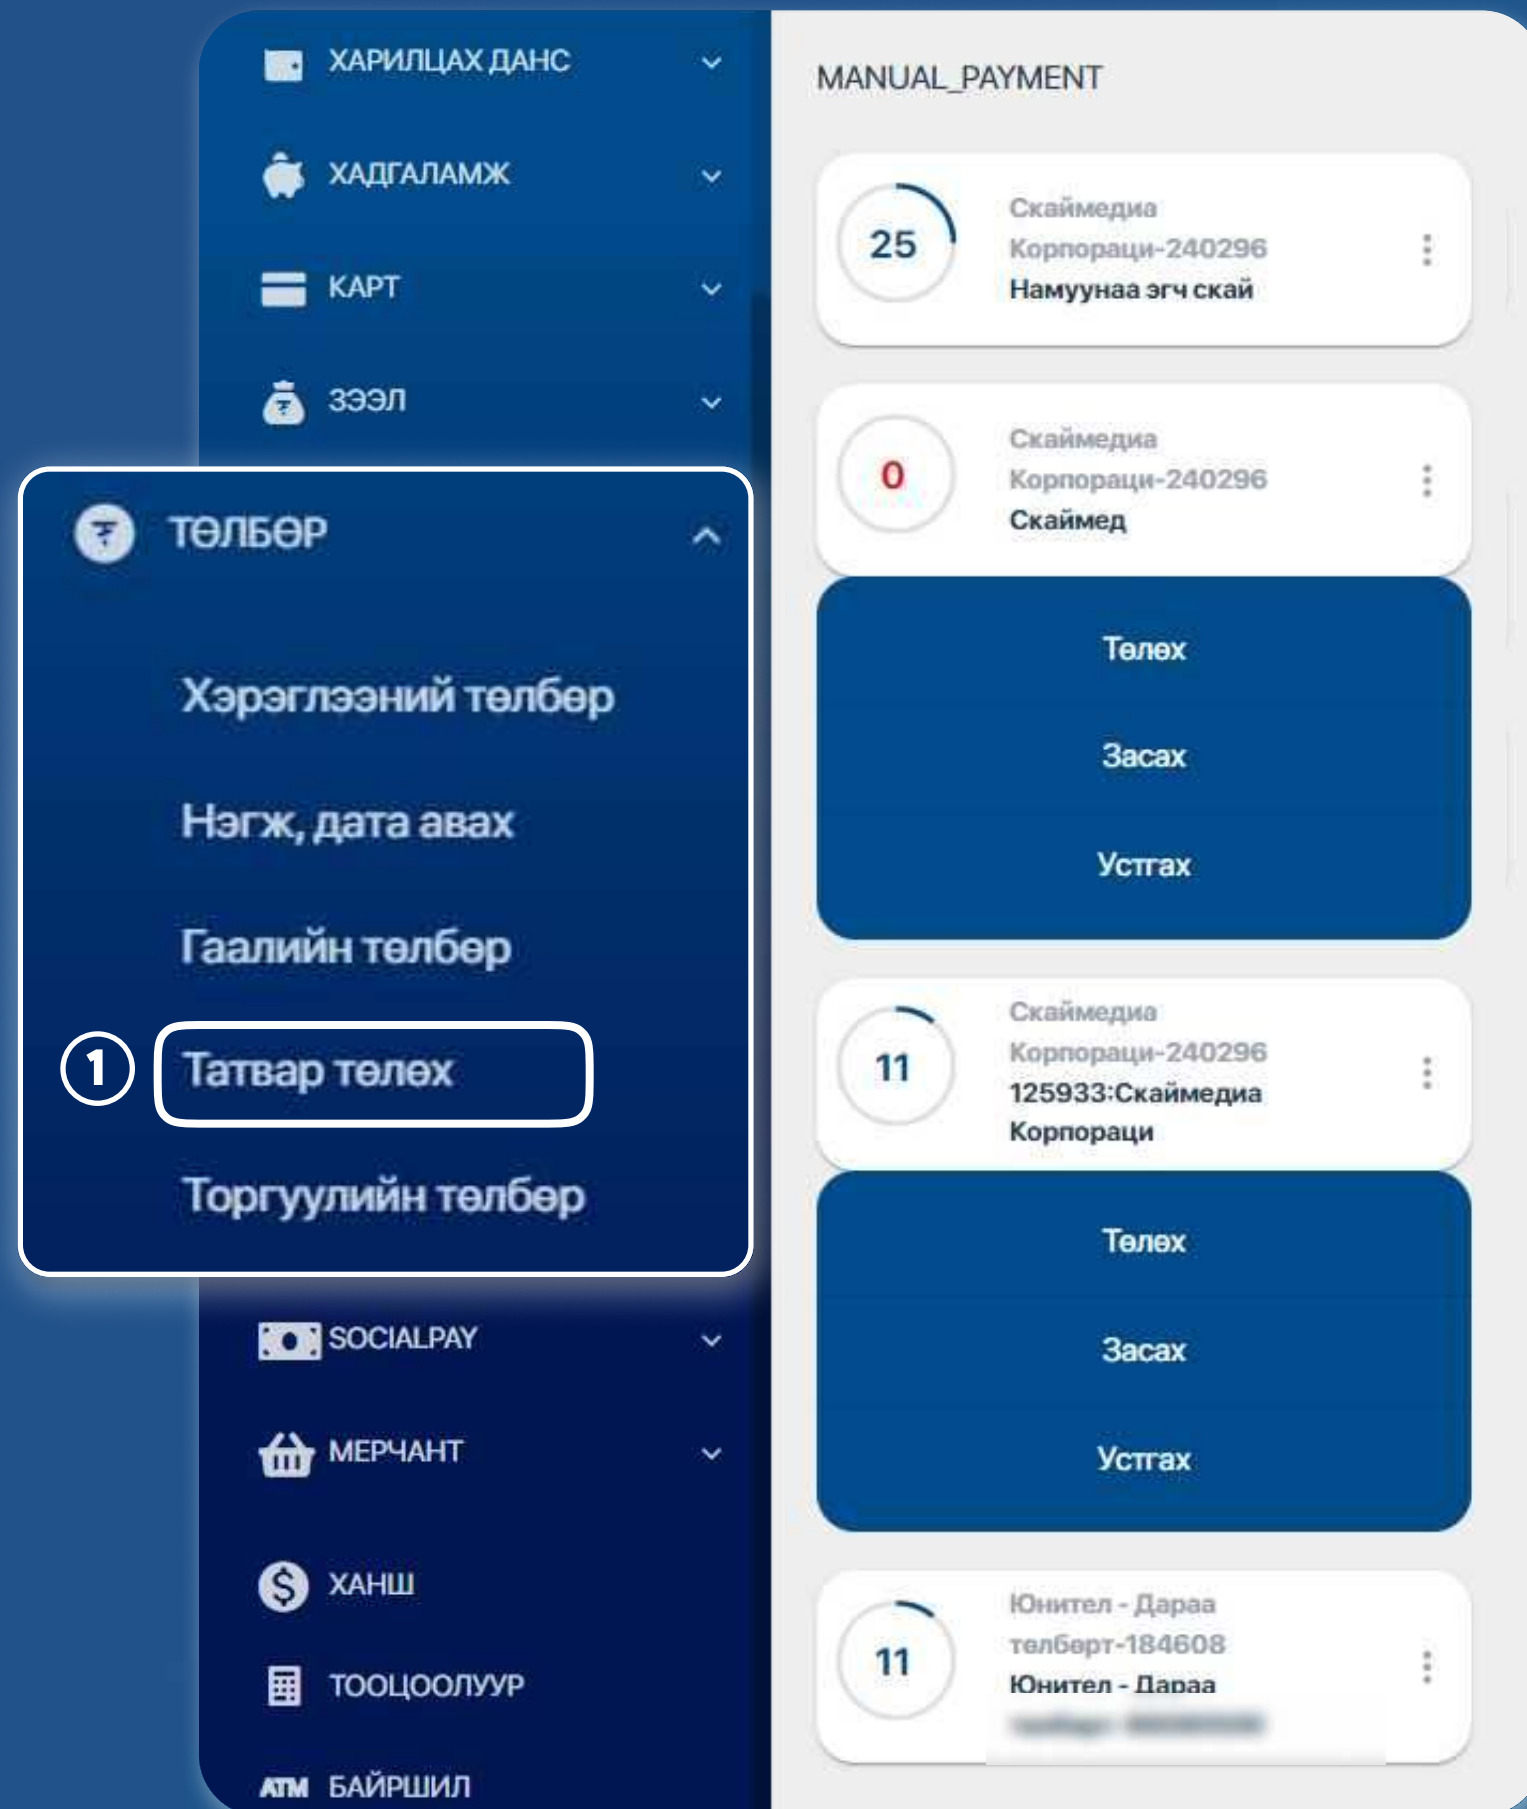 ХАРИЛЦАХ ДАНС
ХАДГАЛАМЖ
КАРТ
ЗЭЭЛ
ТӨЛБӨР
Хэрэглээний төлбөр
Нэгж, дата авах
Гаалийн төлбөр
1 Татвар төлөх
Торгуулийн төлбөр
SOCIALPAY
МЕРЧАНТ
ХАНШ
ТООЦООЛУУР
ATM БАЙРШИЛ
MANUAL_PAYMENT
25
Скаймедиа
Корпораци-240296
Намуунаа эгч скай
0
Скаймедиа
Корпораци-240296
Скаймед
Төлөх
Засах
Устгах
11
Скаймедиа
Корпораци-240296
125933:Скаймедиа
Корпораци
Төлөх
Засах
Устгах
11
Юнител - Дараа
төлбөрт-184608
Юнител - Дараа